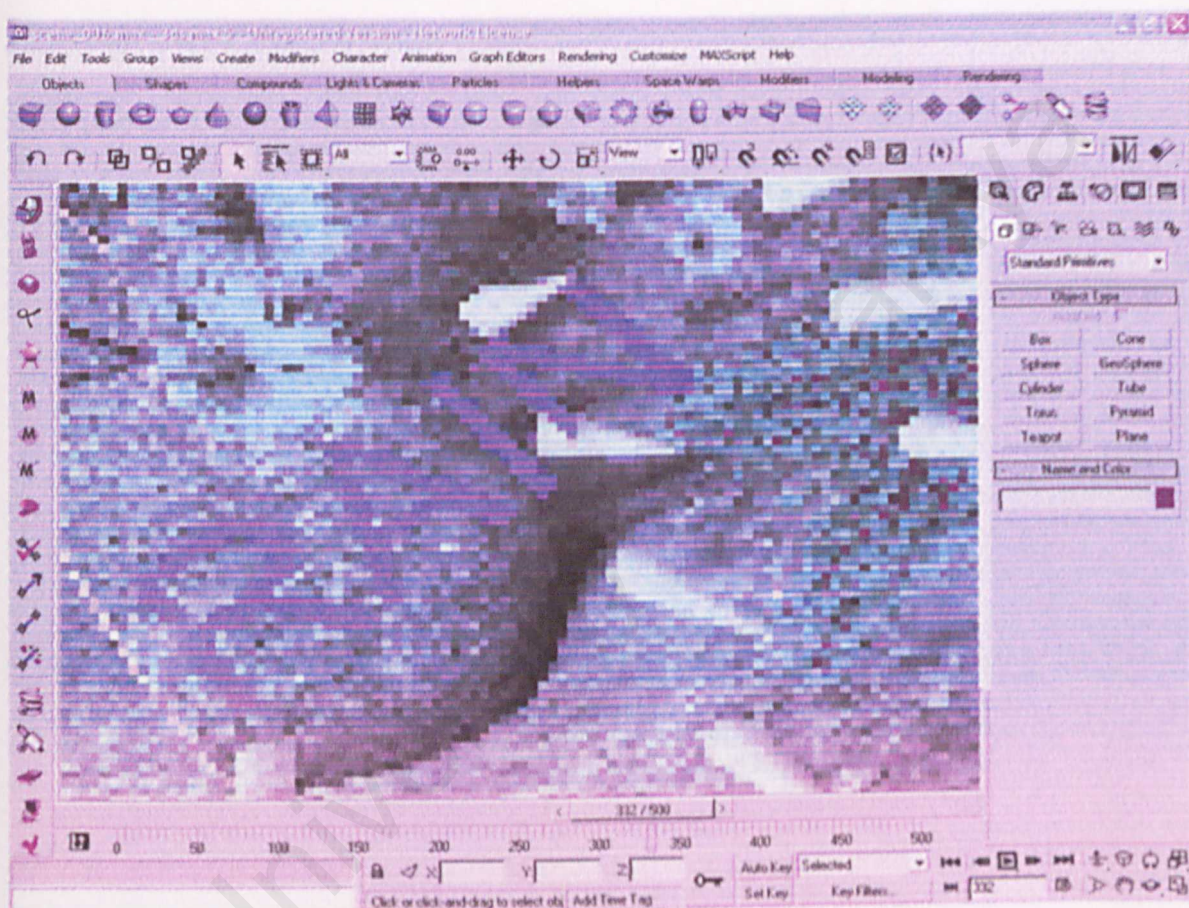 File Edit Tools Group Views Create Modifiers Character Animation Graph Editors Rendering Customize MAXScript Help
Objects Shapes Compounds Lights & Cameras Particles Helpers Space Warps Modifiers Modeling Rendering
All View
Standard Primitives
Object Type
Box Cone
Sphere GeoSphere
Cylinder Tube
Torus Pyramid
Teapot Plane
Name and Color
332 / 500
0 50 100 150 200 250 300 350 400 450 500
X: Y: Z: Auto Key Selected
Click or click-and-drag to select obj Add Time Tag Set Key Key Filters... 332